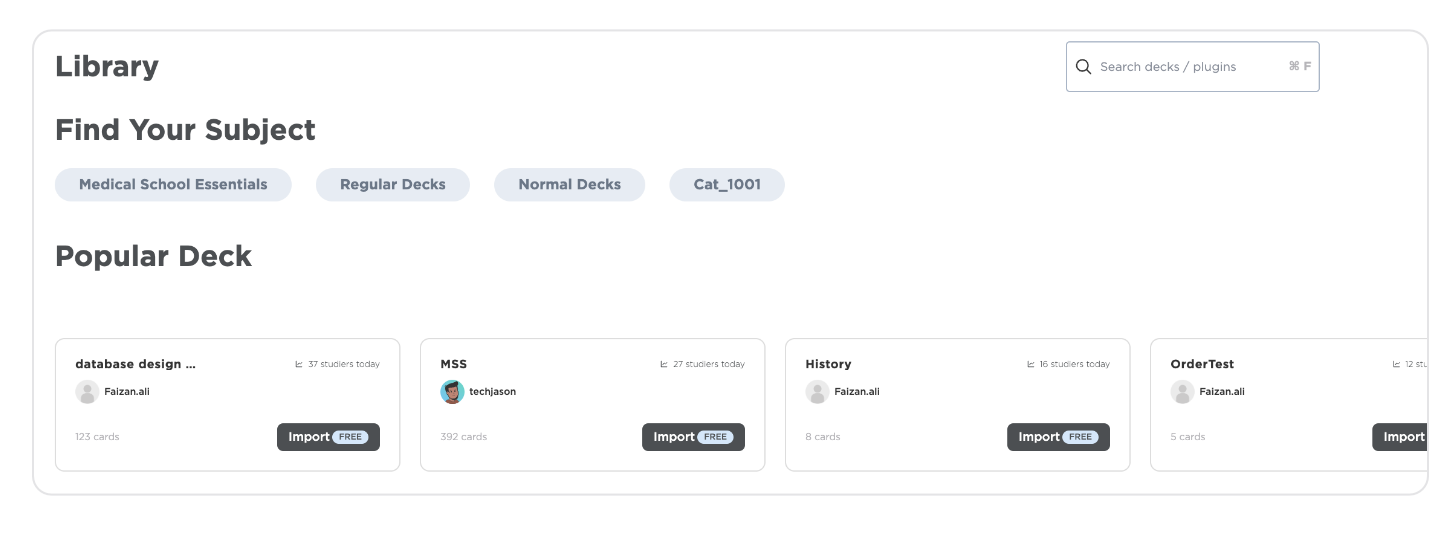 Library
Search decks / plugins ⌘ F
Find Your Subject
Medical School Essentials
Regular Decks
Normal Decks
Cat_1001
Popular Deck
database design ...
37 studiers today
Faizan.ali
123 cards
Import FREE
MSS
27 studiers today
techjason
392 cards
Import FREE
History
16 studiers today
Faizan.ali
8 cards
Import FREE
OrderTest
12 stu
Faizan.ali
5 cards
Import